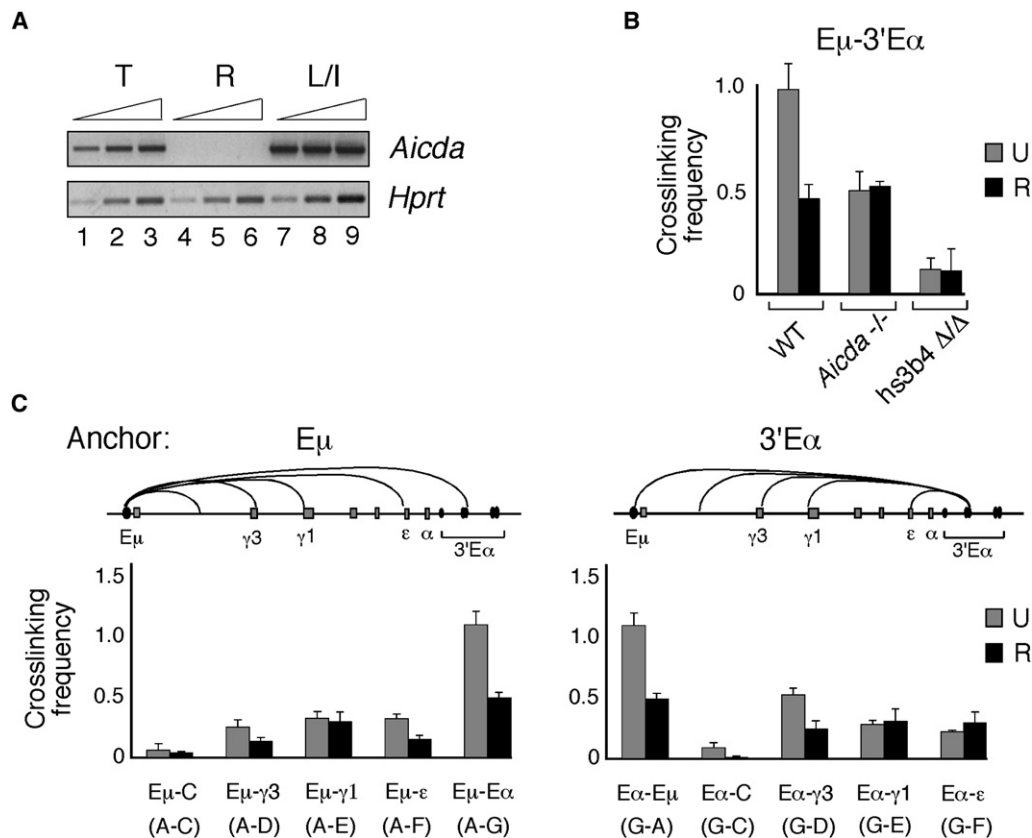 A
T R L/I
Aicda
Hprt
1 2 3 4 5 6 7 8 9
B
Eμ-3'Eα
Crosslinking
frequency
1.0
0.5
0
U
R
WT
Aicda -/-
hs3b4 Δ/Δ
C
Anchor: Eμ
Eμ γ3 γ1 ε α
3'Eα
Crosslinking
frequency
1.5
1.0
0.5
0
Eμ-C Eμ-γ3 Eμ-γ1 Eμ-ε Eμ-Eα
(A-C) (A-D) (A-E) (A-F) (A-G)
3'Eα
Eμ γ3 γ1 ε α
3'Eα
1.5
1.0
0.5
0
U
R
Eα-Eμ Eα-C Eα-γ3 Eα-γ1 Eα-ε
(G-A) (G-C) (G-D) (G-E) (G-F)